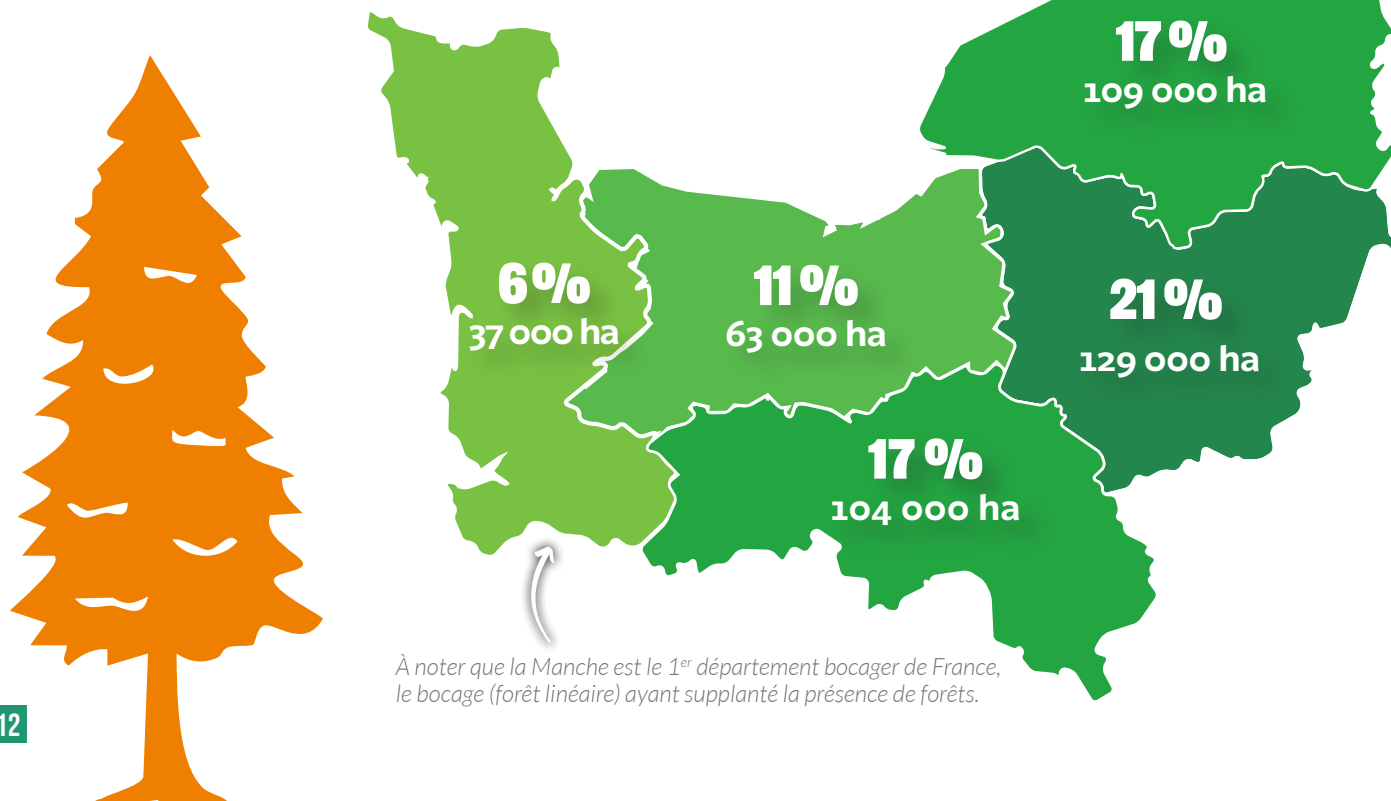 17 %
109 000 ha
6 %
37 000 ha
11 %
63 000 ha
21 %
129 000 ha
17 %
104 000 ha
À noter que la Manche est le 1er département bocager de France,
le bocage (forêt linéaire) ayant supplanté la présence de forêts.
12